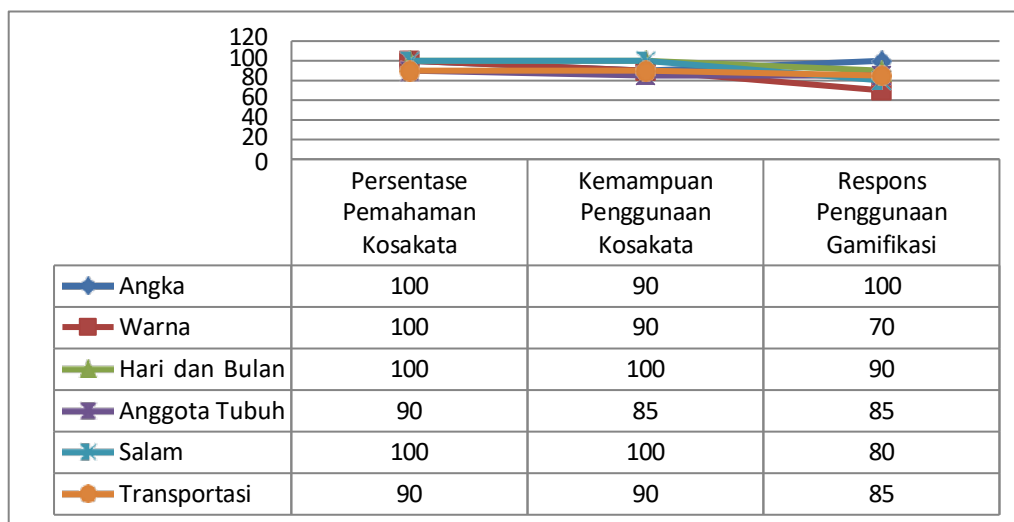 120
100
80
60
40
20
0
Persentase
Pemahaman
Kosakata
Kemampuan
Penggunaan
Kosakata
Respons
Penggunaan
Gamifikasi
Angka 100 90 100
Warna 100 90 70
Hari dan Bulan 100 100 90
Anggota Tubuh 90 85 85
Salam 100 100 80
Transportasi 90 90 85